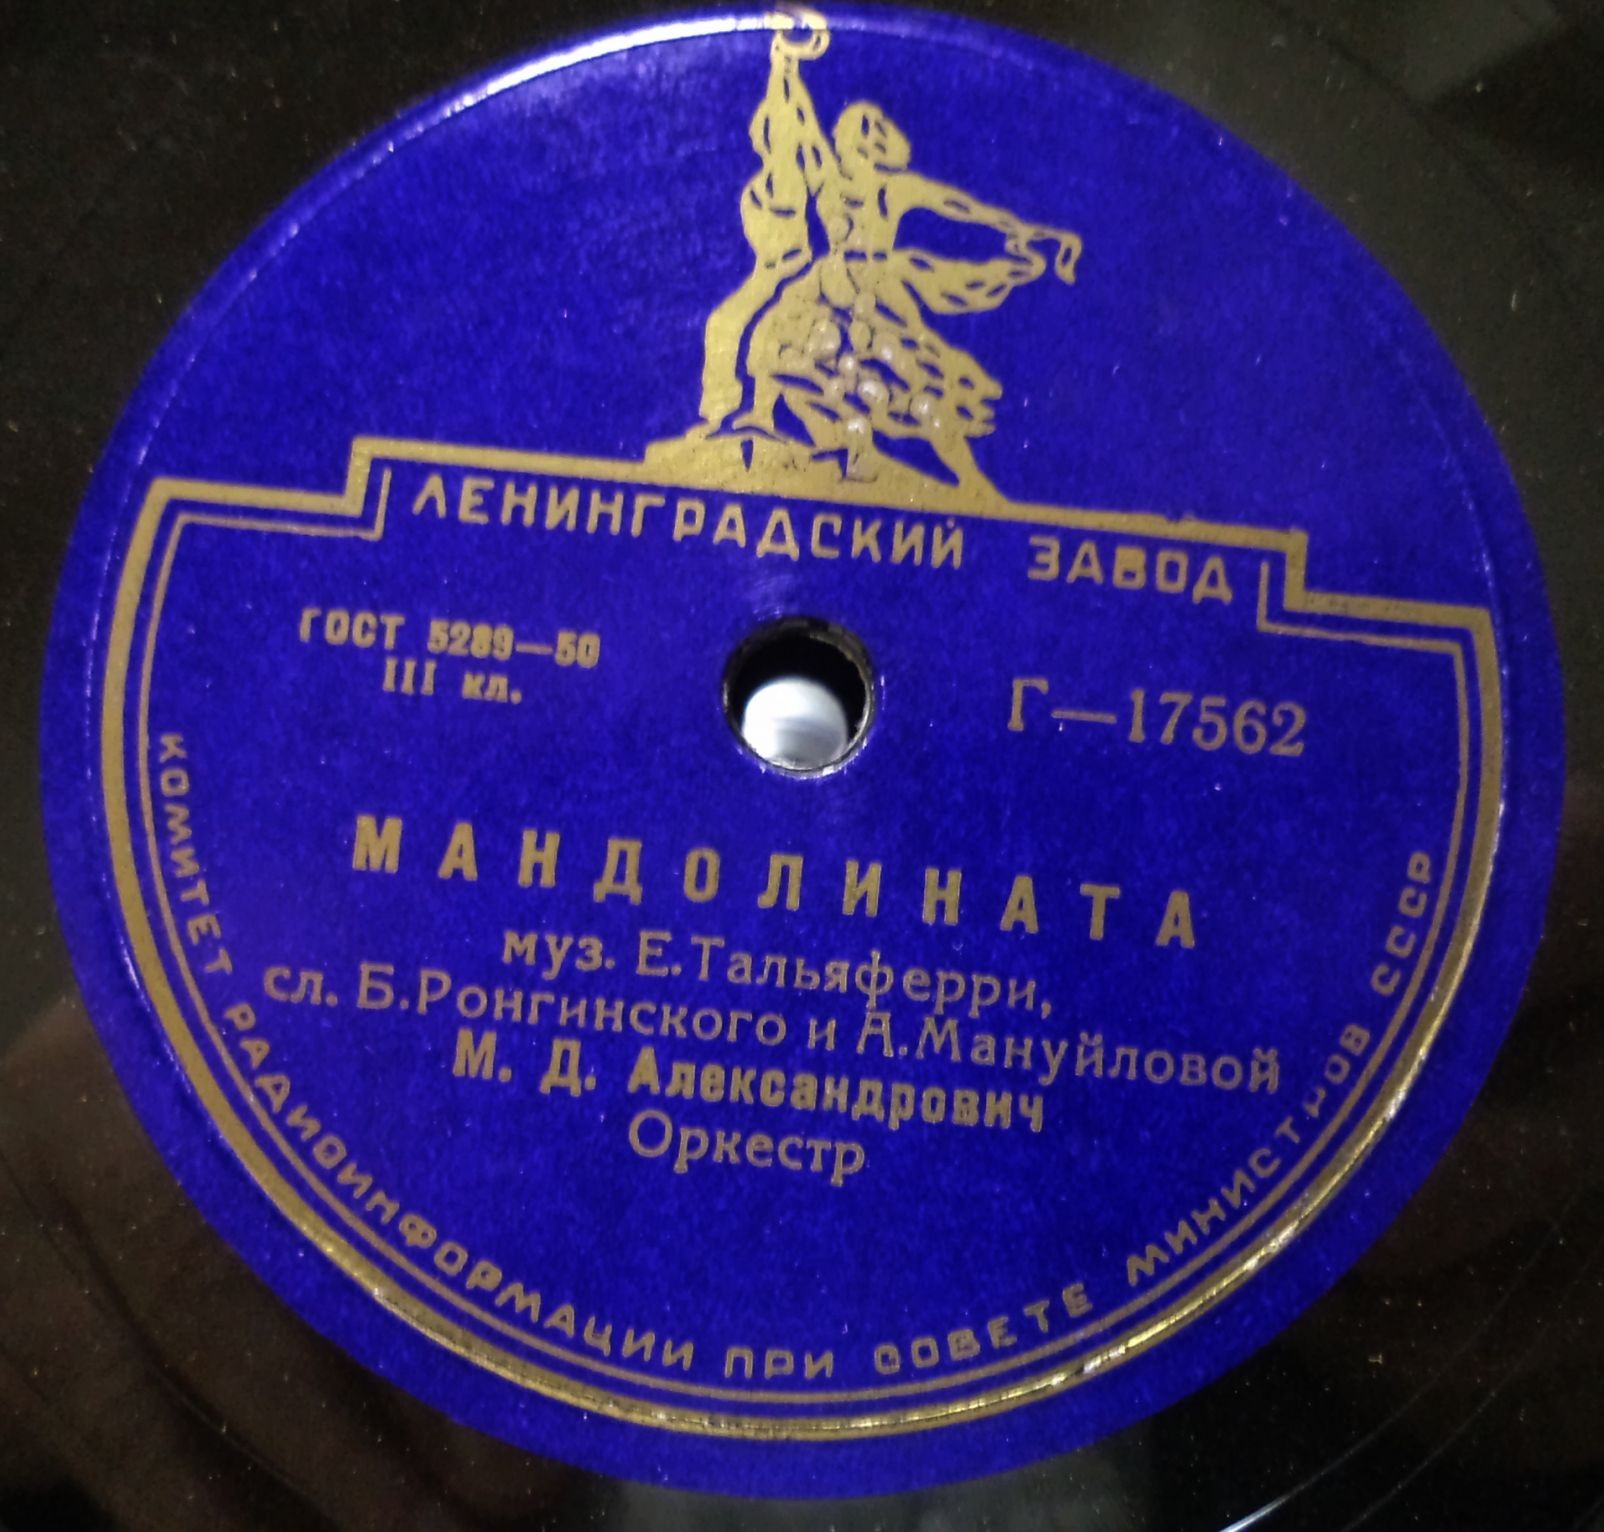 ЛЕНИНГРАДСКИЙ ЗАВОД
ГОСТ 5289—50
III кл.
Г—17562
МАНДОЛИНАТА
муз. Е. Тальяферри,
сл. Б. Ронгинского и А. Мануйловой
М. Д. Александрович
Оркестр
КОМИТЕТ РАДИОИНФОРМАЦИИ ПРИ СОВЕТЕ МИНИСТРОВ СССР